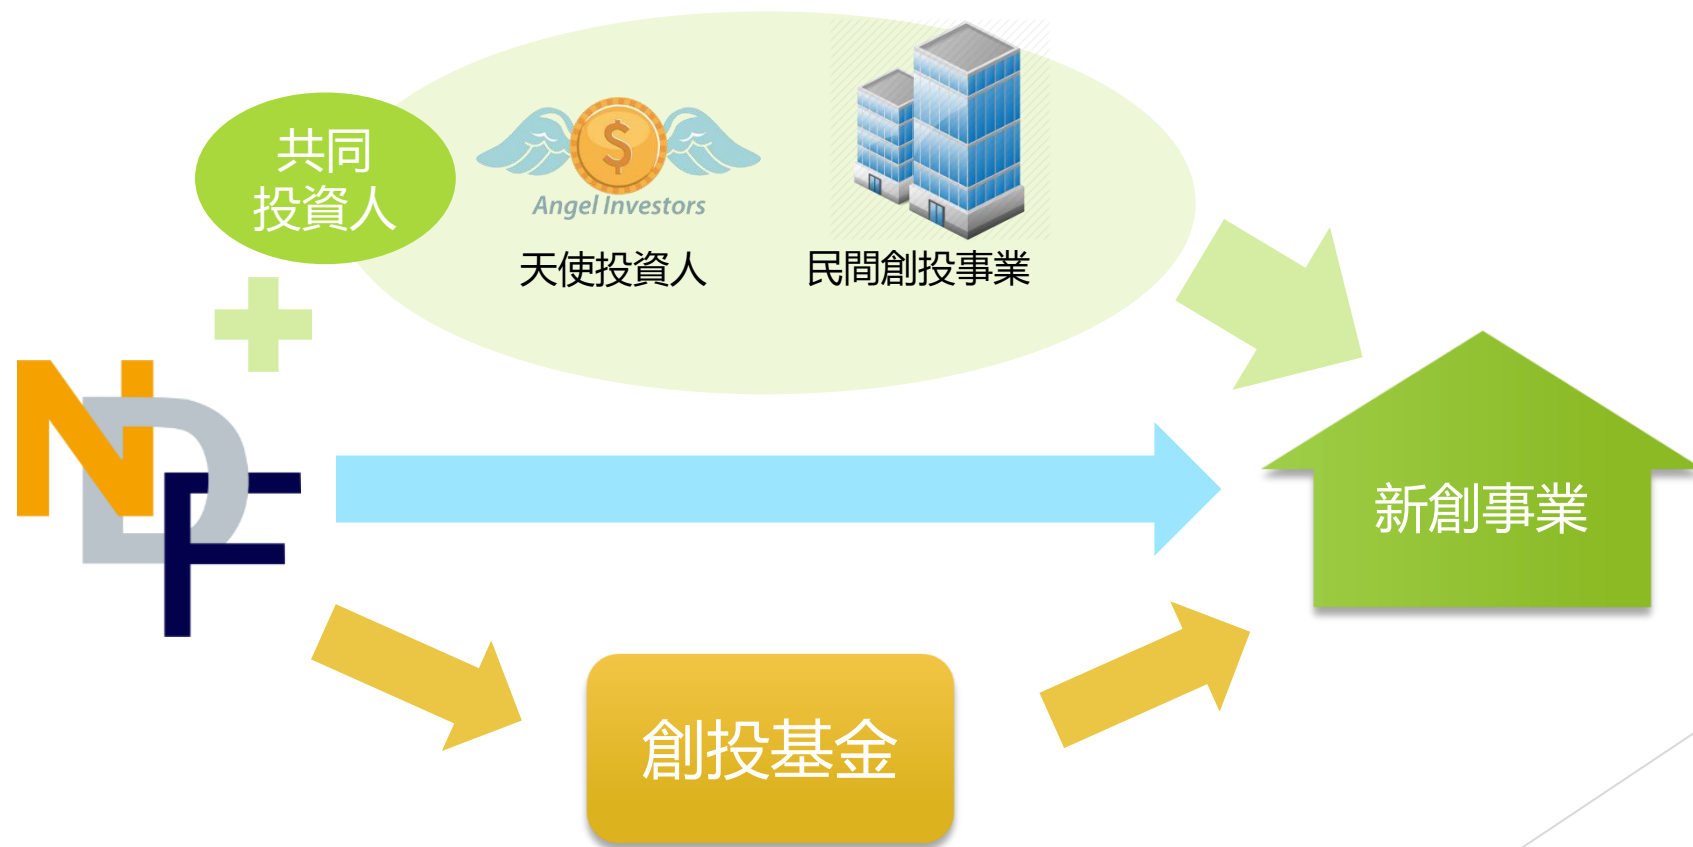 共同
投資人
Angel Investors
天使投資人
民間創投事業
NDF
新創事業
創投基金